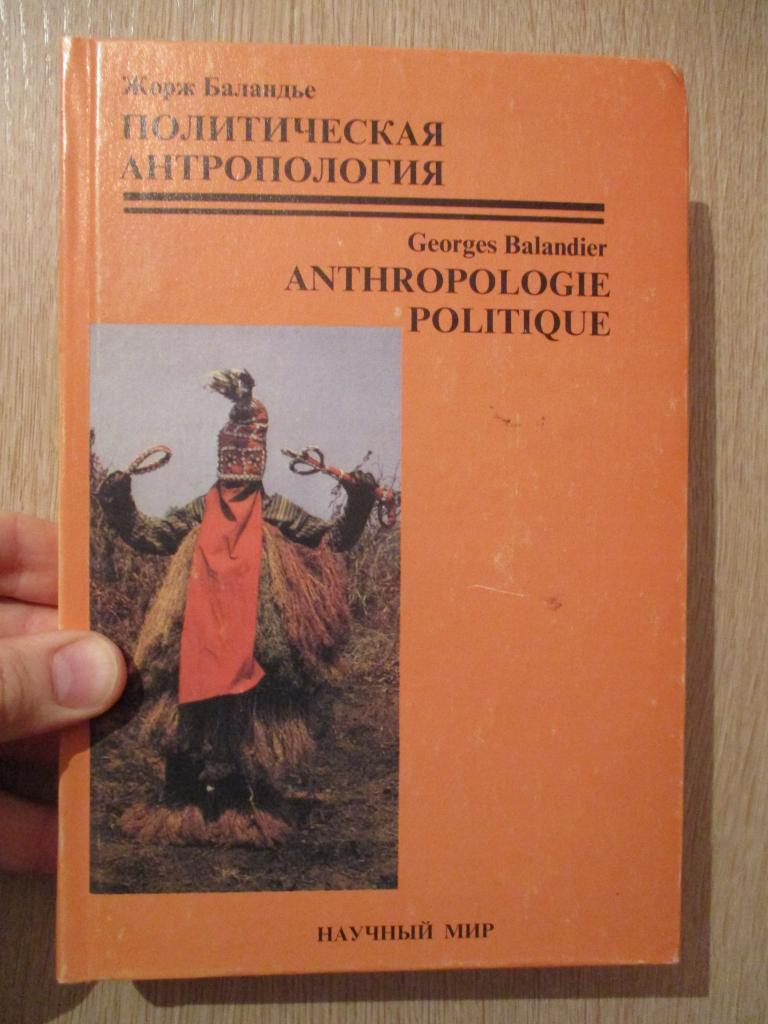 Жорж Баландье
ПОЛИТИЧЕСКАЯ
АНТРОПОЛОГИЯ
Georges Balandier
ANTHROPOLOGIE
POLITIQUE
НАУЧНЫЙ МИР